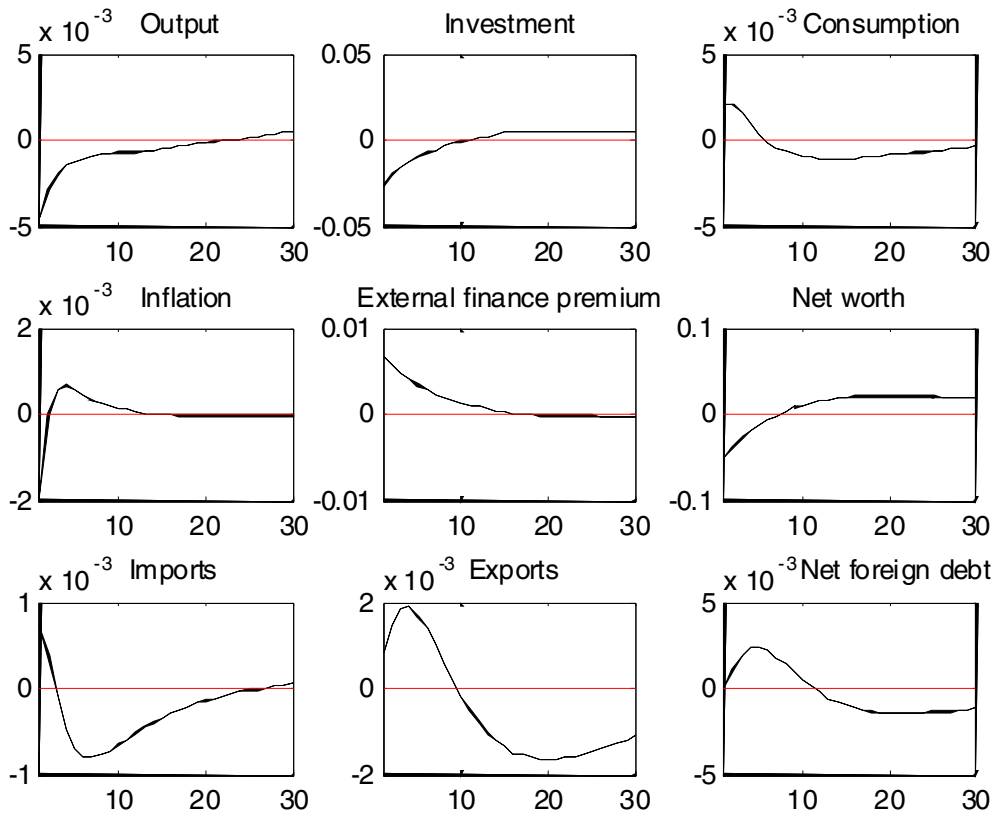 x 10⁻³ Output
5
0
-5
10 20 30
Investment
0.05
0
-0.05
10 20 30
x 10⁻³ Consumption
5
0
-5
10 20 30
x 10⁻³ Inflation
2
0
-2
10 20 30
External finance premium
0.01
0
-0.01
10 20 30
Net worth
0.1
0
-0.1
10 20 30
x 10⁻³ Imports
1
0
-1
10 20 30
x 10⁻³ Exports
2
0
-2
10 20 30
x 10⁻³ Net foreign debt
5
0
-5
10 20 30